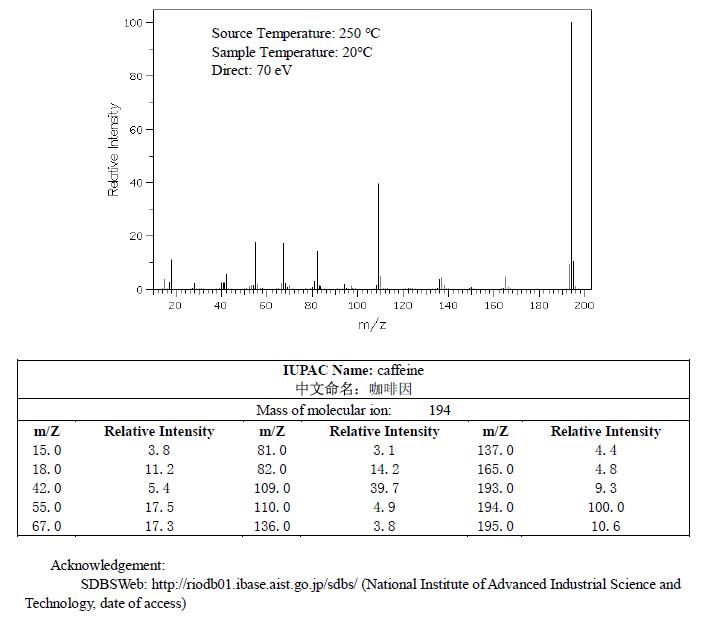 Source Temperature: 250 °C
Sample Temperature: 20°C
Direct: 70 eV
Relative Intensity
100
80
60
40
20
0
20 40 60 80 100 120 140 160 180 200
m/z
IUPAC Name: caffeine
中文命名：咖啡因
Mass of molecular ion: 194
m/Z Relative Intensity m/Z Relative Intensity m/Z Relative Intensity
15.0 3.8 81.0 3.1 137.0 4.4
18.0 11.2 82.0 14.2 165.0 4.8
42.0 5.4 109.0 39.7 193.0 9.3
55.0 17.5 110.0 4.9 194.0 100.0
67.0 17.3 136.0 3.8 195.0 10.6
Acknowledgement:
SDBSWeb: http://riodb01.ibase.aist.go.jp/sdbs/ (National Institute of Advanced Industrial Science and
Technology, date of access)